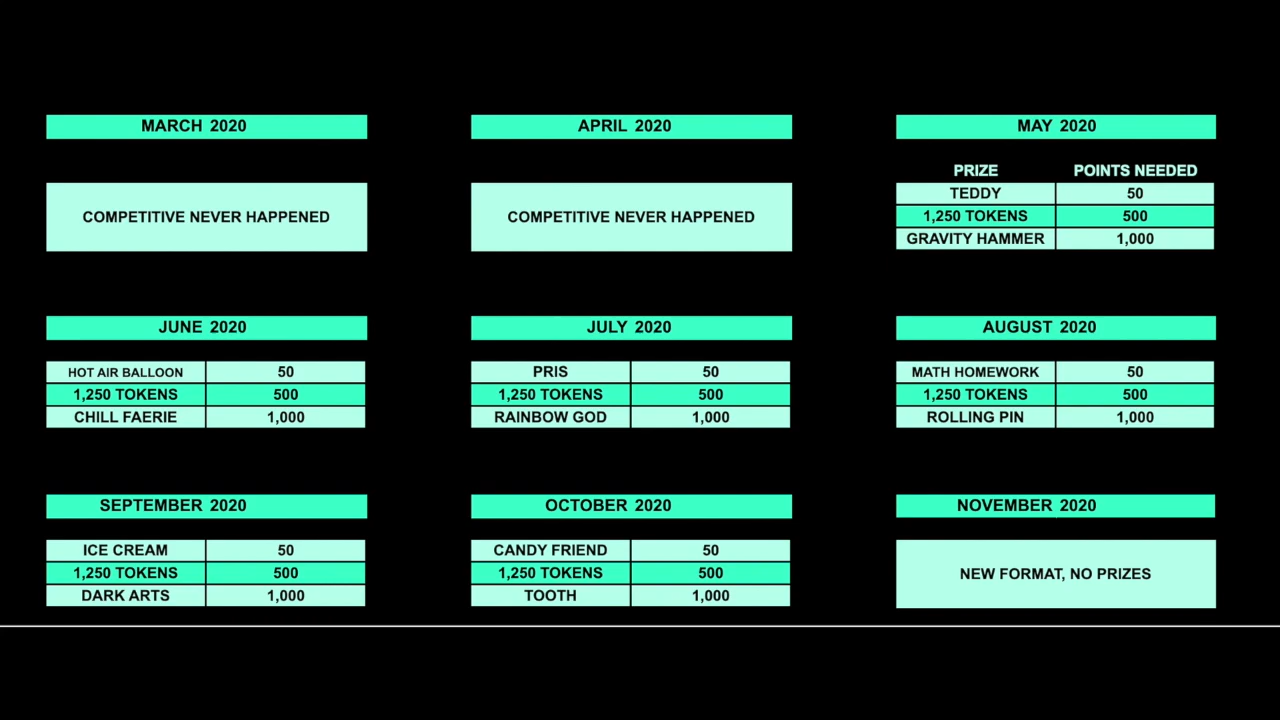 MARCH 2020
APRIL 2020
MAY 2020
COMPETITIVE NEVER HAPPENED
COMPETITIVE NEVER HAPPENED
PRIZE POINTS NEEDED
TEDDY 50
1,250 TOKENS 500
GRAVITY HAMMER 1,000
JUNE 2020
HOT AIR BALLOON 50
1,250 TOKENS 500
CHILL FAERIE 1,000
JULY 2020
PRIS 50
1,250 TOKENS 500
RAINBOW GOD 1,000
AUGUST 2020
MATH HOMEWORK 50
1,250 TOKENS 500
ROLLING PIN 1,000
SEPTEMBER 2020
ICE CREAM 50
1,250 TOKENS 500
DARK ARTS 1,000
OCTOBER 2020
CANDY FRIEND 50
1,250 TOKENS 500
TOOTH 1,000
NOVEMBER 2020
NEW FORMAT, NO PRIZES